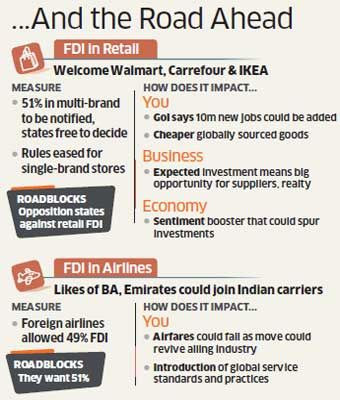 ...And the Road Ahead
FDI in Retail
Welcome Walmart, Carrefour & IKEA
MEASURE
51% in multi-brand
to be notified,
states free to decide
Rules eased for
single-brand stores
ROADBLOCKS
Opposition states
against retail FDI
HOW DOES IT IMPACT...
You
GoI says 10m new jobs could be added
Cheaper globally sourced goods
Business
Expected investment means big
opportunity for suppliers, realty
Economy
Sentiment booster that could spur
investments
FDI in Airlines
Likes of BA, Emirates could join Indian carriers
MEASURE
Foreign airlines
allowed 49% FDI
ROADBLOCKS
They want 51%
HOW DOES IT IMPACT...
You
Airfares could fall as move could
revive ailing industry
Introduction of global service
standards and practices